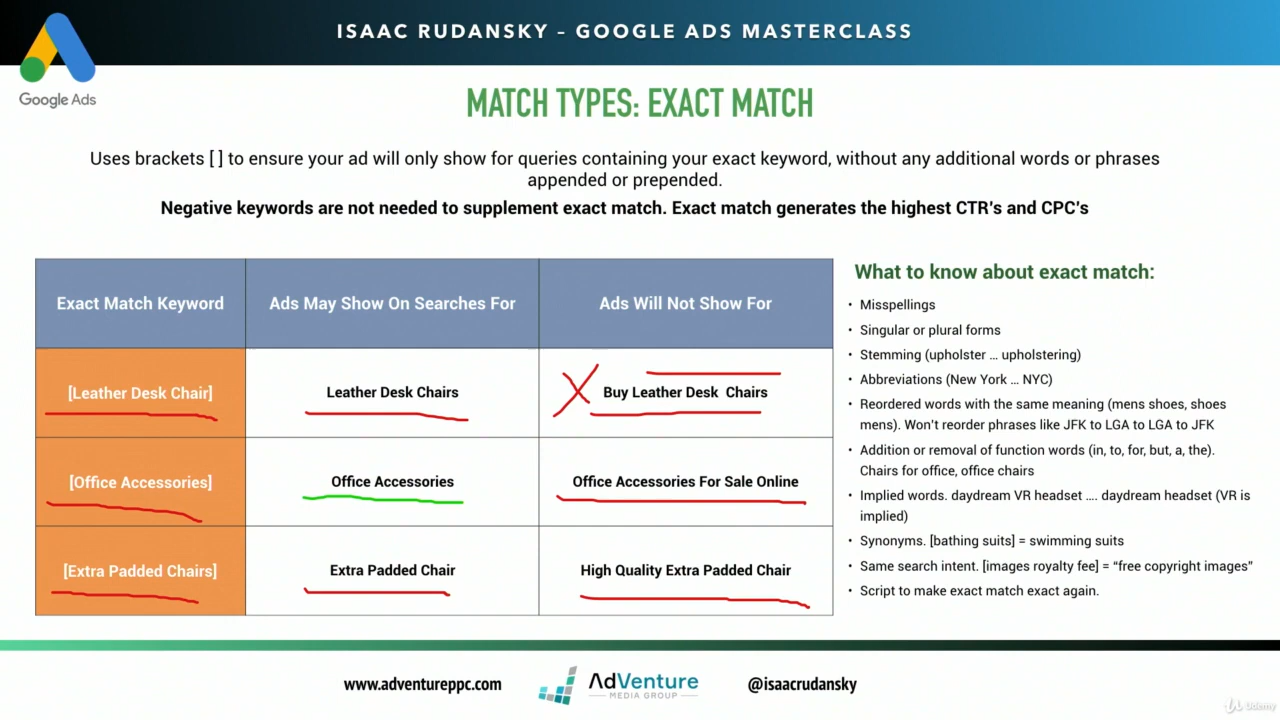 ISAAC RUDANSKY – GOOGLE ADS MASTERCLASS
Google Ads
MATCH TYPES: EXACT MATCH
Uses brackets [ ] to ensure your ad will only show for queries containing your exact keyword, without any additional words or phrases
appended or prepended.
Negative keywords are not needed to supplement exact match. Exact match generates the highest CTR's and CPC's
Exact Match Keyword
Ads May Show On Searches For
Ads Will Not Show For
[Leather Desk Chair]
Leather Desk Chairs
Buy Leather Desk  Chairs
[Office Accessories]
Office Accessories
Office Accessories For Sale Online
[Extra Padded Chairs]
Extra Padded Chair
High Quality Extra Padded Chair
What to know about exact match:
• Misspellings
• Singular or plural forms
• Stemming (upholster … upholstering)
• Abbreviations (New York … NYC)
• Reordered words with the same meaning (mens shoes, shoes
mens). Won't reorder phrases like JFK to LGA to LGA to JFK
• Addition or removal of function words (in, to, for, but, a, the).
Chairs for office, office chairs
• Implied words. daydream VR headset …. daydream headset (VR is
implied)
• Synonyms. [bathing suits] = swimming suits
• Same search intent. [images royalty fee] = “free copyright images”
• Script to make exact match exact again.
www.adventureppc.com
AdVenture
MEDIA GROUP
@isaacrudansky
Udemy